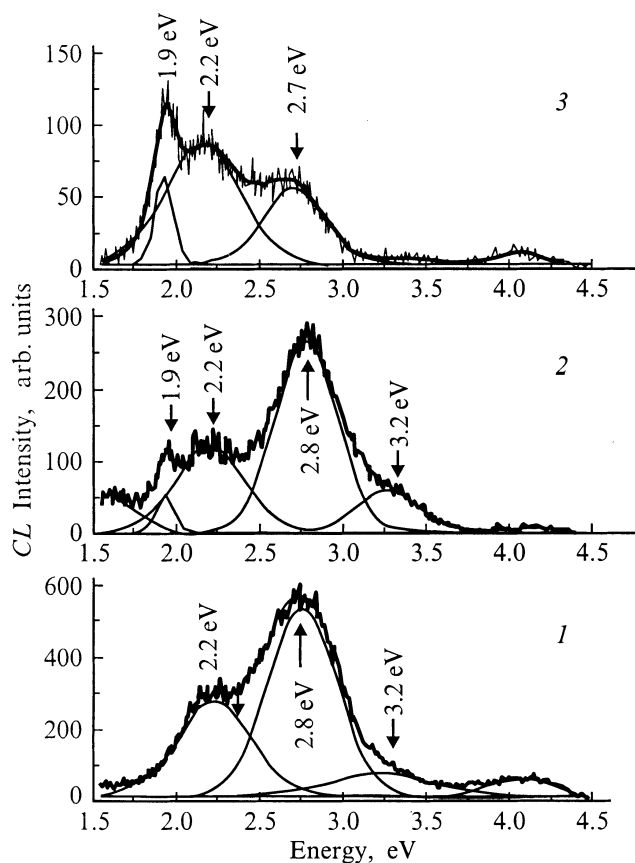 150
100
50
0
1.9 eV
2.2 eV
2.7 eV
3
1.5 2.0 2.5 3.0 3.5 4.0 4.5
300
200
100
0
1.9 eV
2.2 eV
2.8 eV
3.2 eV
2
1.5 2.0 2.5 3.0 3.5 4.0 4.5
CL Intensity, arb. units
600
400
200
0
2.2 eV
2.8 eV
3.2 eV
1
1.5 2.0 2.5 3.0 3.5 4.0 4.5
Energy, eV